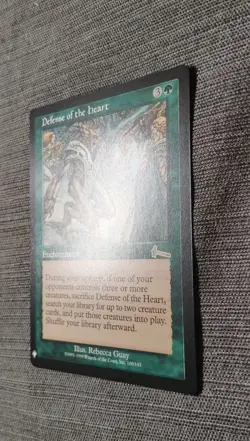 Defense of the Heart 3
Enchantment
During your upkeep, if one of your
opponents controls three or more
creatures, sacrifice Defense of the Heart,
search your library for up to two creature
cards, and put those creatures into play.
Shuffle your library afterward.
Illus. Rebecca Guay